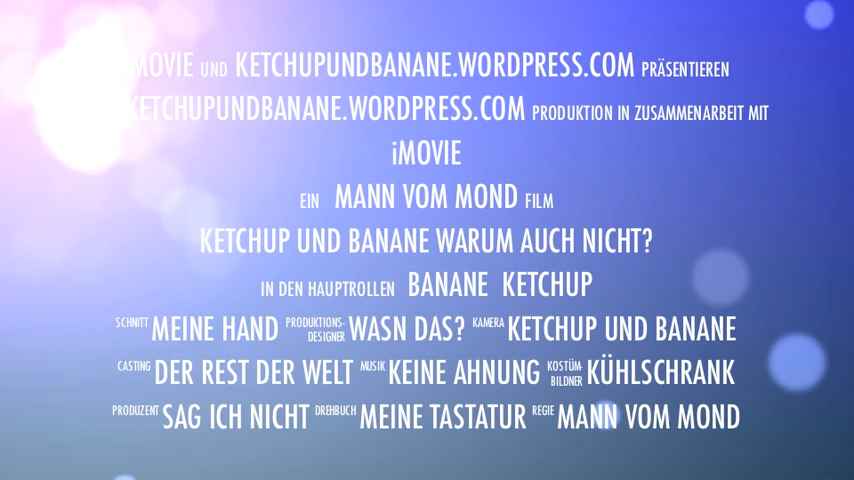 iMOVIE UND KETCHUPUNDBANANE.WORDPRESS.COM PRÄSENTIEREN
KETCHUPUNDBANANE.WORDPRESS.COM PRODUKTION IN ZUSAMMENARBEIT MIT
iMOVIE
EIN MANN VOM MOND FILM
KETCHUP UND BANANE WARUM AUCH NICHT?
IN DEN HAUPTROLLEN BANANE KETCHUP
SCHNITT MEINE HAND PRODUKTIONS-DESIGNER WASN DAS? KAMERA KETCHUP UND BANANE
CASTING DER REST DER WELT MUSIK KEINE AHNUNG KOSTÜM-BILDNER KÜHLSCHRANK
PRODUZENT SAG ICH NICHT DREHBUCH MEINE TASTATUR REGIE MANN VOM MOND